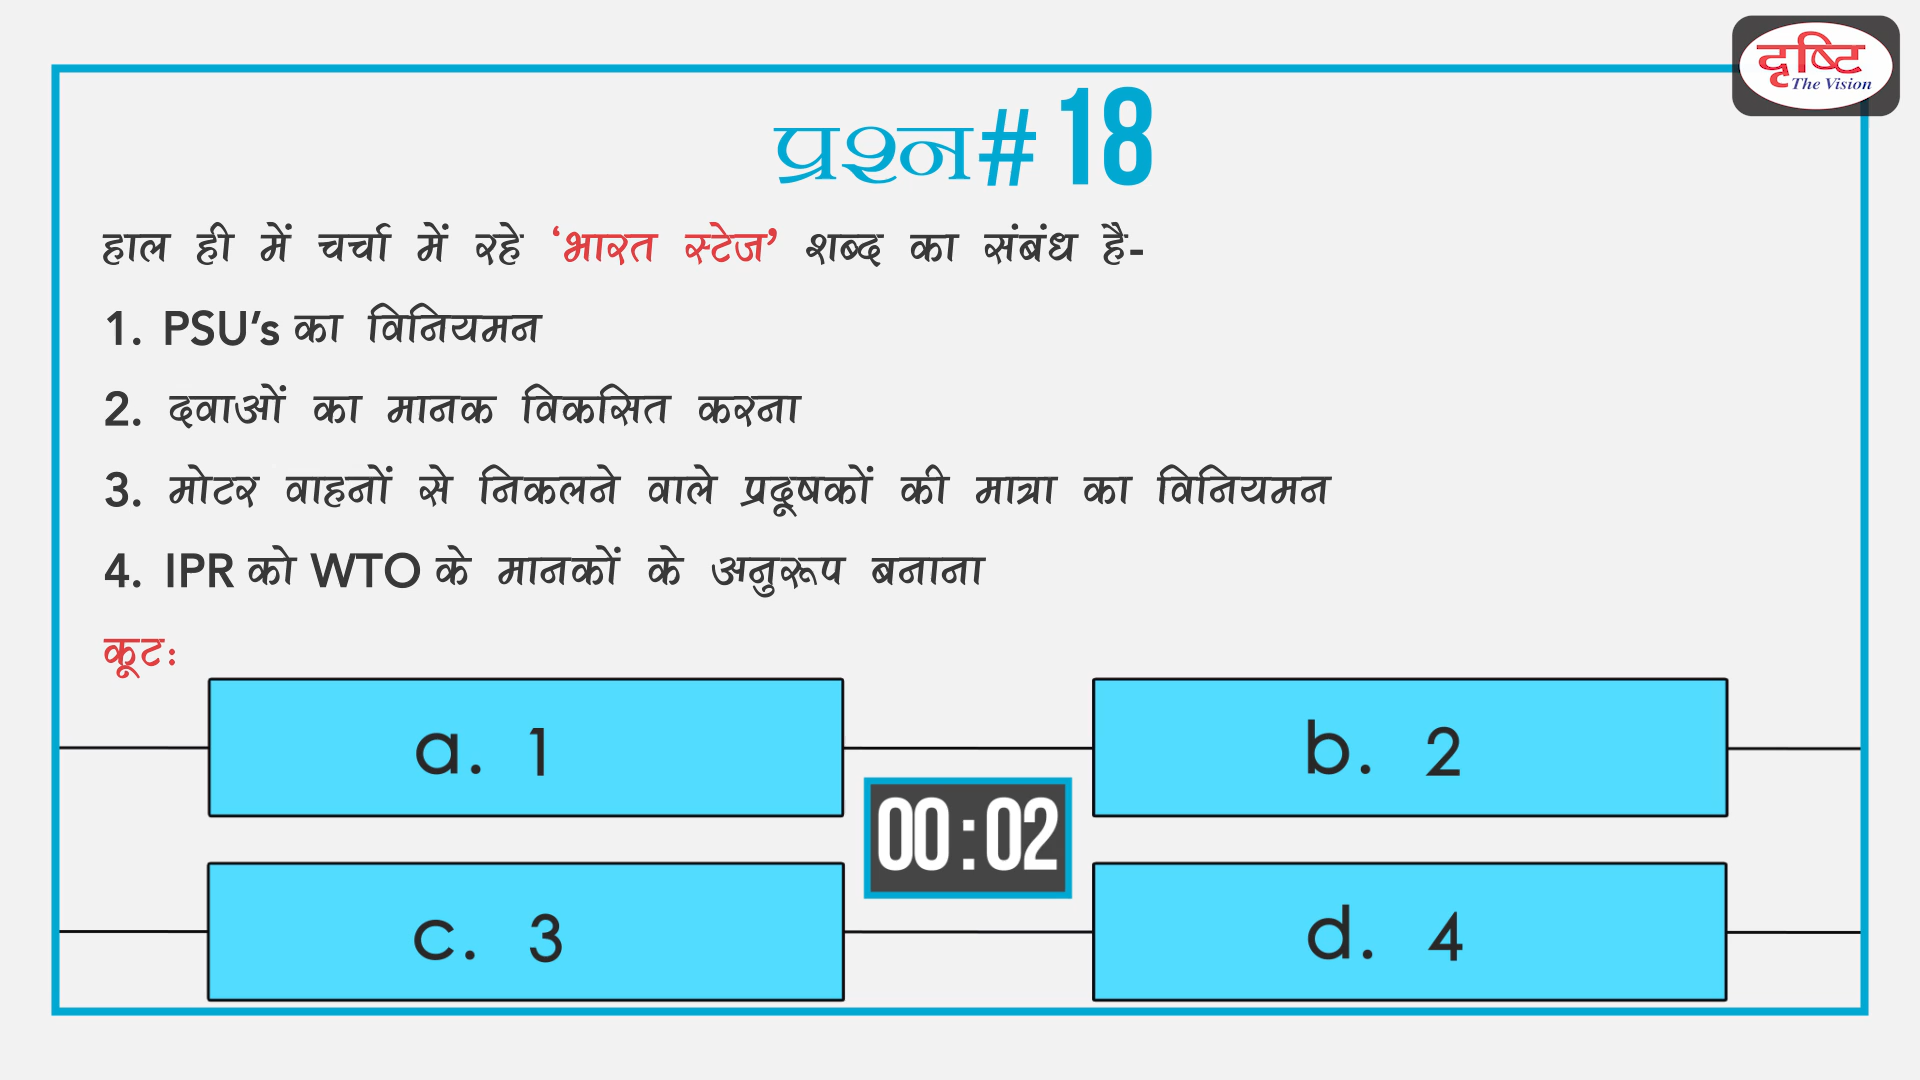 दृष्टि
The Vision
प्रश्न# 18
हाल ही में चर्चा में रहे ‘भारत स्टेज’ शब्द का संबंध है-
1. PSU’s का विनियमन
2. दवाओं का मानक विकसित करना
3. मोटर वाहनों से निकलने वाले प्रदूषकों की मात्रा का विनियमन
4. IPR को WTO के मानकों के अनुरूप बनाना
कूटः
a. 1
b. 2
00:02
c. 3
d. 4